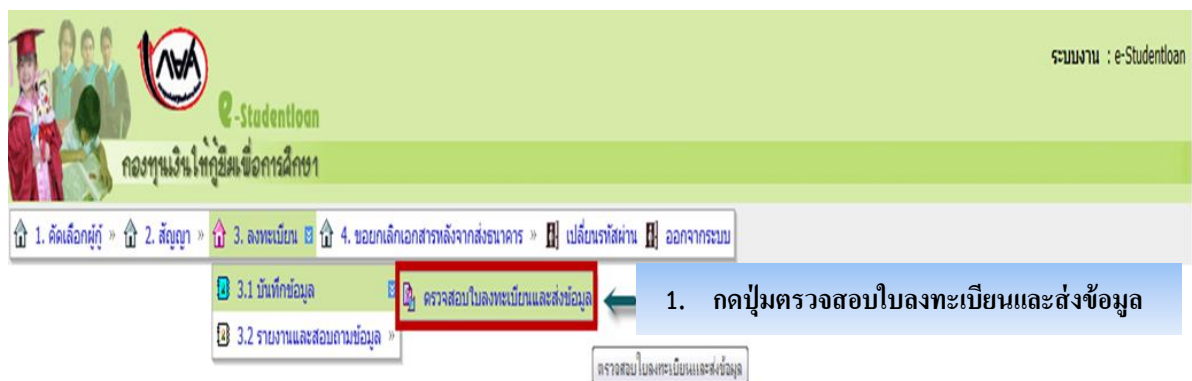 ระบบงาน : e-Studentloan
กยศ
e-Studentloan
กองทุนเงินให้กู้ยืมเพื่อการศึกษา
1. คัดเลือกผู้กู้ » 2. สัญญา » 3. ลงทะเบียน 4. ขอยกเลิกเอกสารหลังจากส่งธนาคาร » เปลี่ยนรหัสผ่าน ออกจากระบบ
3.1 บันทึกข้อมูล ตรวจสอบใบลงทะเบียนและส่งข้อมูล 1. กดปุ่มตรวจสอบใบลงทะเบียนและส่งข้อมูล
3.2 รายงานและสอบถามข้อมูล »
ตรวจสอบใบลงทะเบียนและส่งข้อมูล